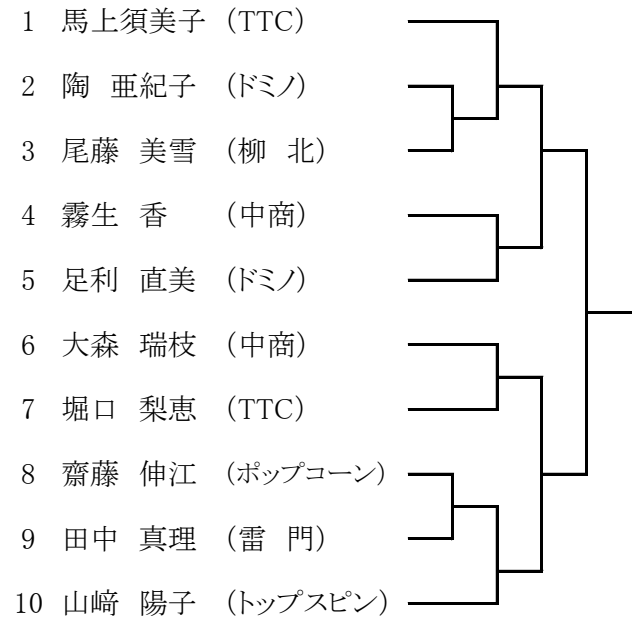 1 馬上須美子 (TTC)
2 陶 亜紀子 (ドミノ)
3 尾藤 美雪 (柳 北)
4 霧生 香 (中商)
5 足利 直美 (ドミノ)
6 大森 瑞枝 (中商)
7 堀口 梨恵 (TTC)
8 齋藤 伸江 (ポップコーン)
9 田中 真理 (雷 門)
10 山﨑 陽子 (トップスピン)